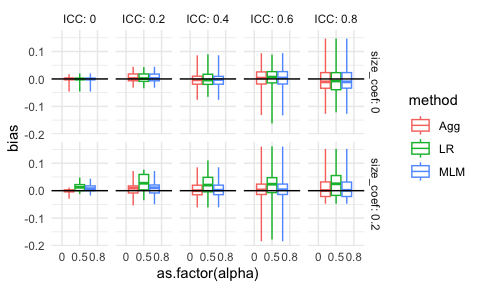 ICC: 0 ICC: 0.2 ICC: 0.4 ICC: 0.6 ICC: 0.8
0.1
0.0
-0.1
-0.2
size_coef: 0
0.1
0.0
-0.1
-0.2
size_coef: 0.2
bias
0 0.50.8 0 0.50.8 0 0.50.8 0 0.50.8 0 0.50.8
as.factor(alpha)
method
Agg
LR
MLM